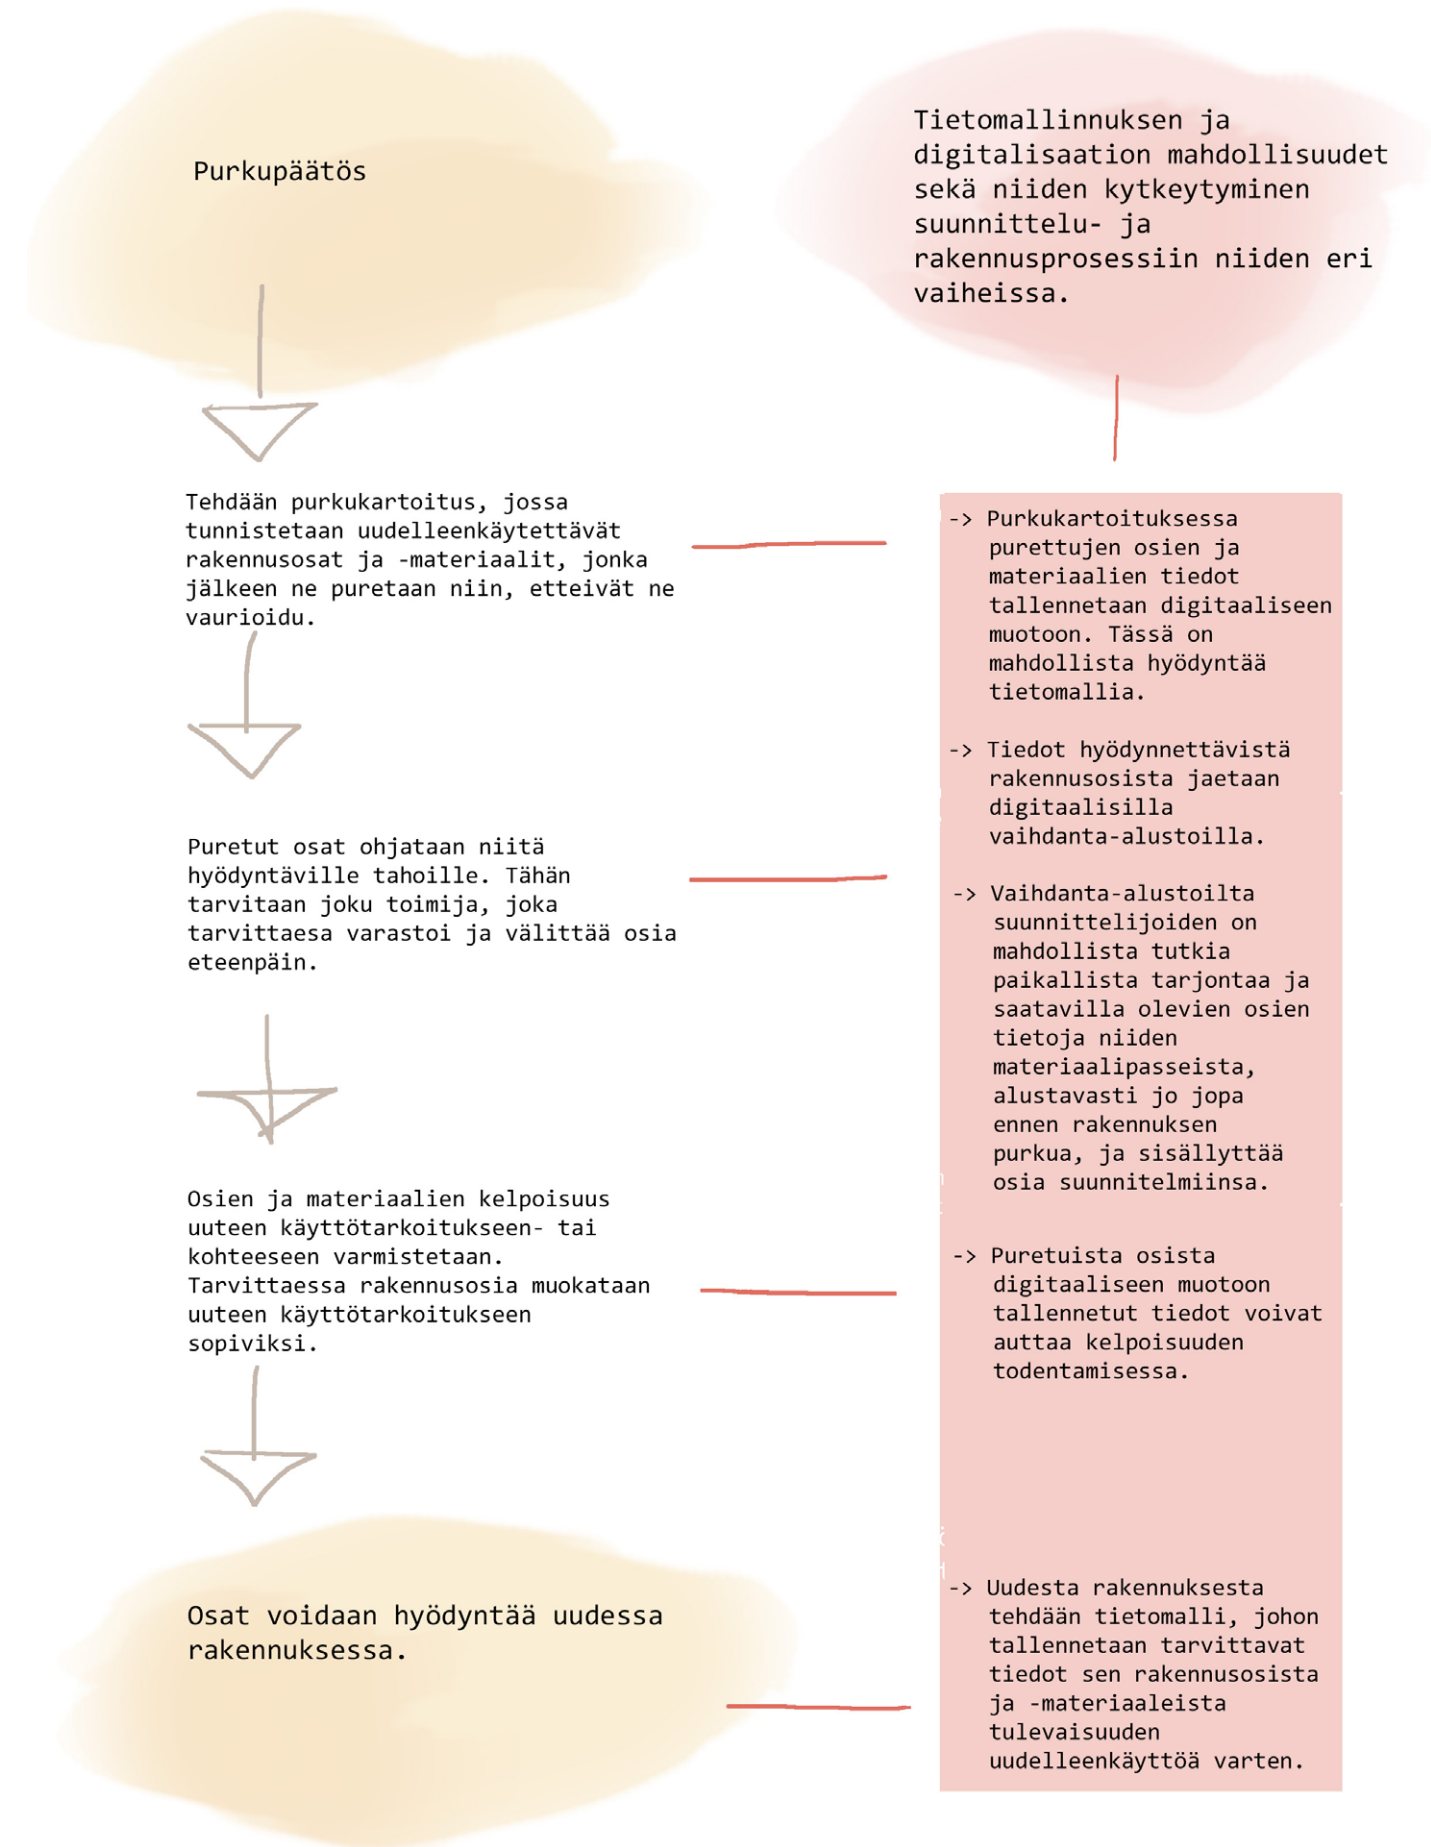 Purkupäätös
Tietomallinnuksen ja
digitalisaation mahdollisuudet
sekä niiden kytkeytyminen
suunnittelu- ja
rakennusprosessiin niiden eri
vaiheissa.
Tehdään purkukartoitus, jossa
tunnistetaan uudelleenkäytettävät
rakennusosat ja -materiaalit, jonka
jälkeen ne puretaan niin, etteivät ne
vaurioidu.
-> Purkukartoituksessa
purettujen osien ja
materiaalien tiedot
tallennetaan digitaaliseen
muotoon. Tässä on
mahdollista hyödyntää
tietomallia.
-> Tiedot hyödynnettävistä
rakennusosista jaetaan
digitaalisilla
vaihdanta-alustoilla.
Puretut osat ohjataan niitä
hyödyntäville tahoille. Tähän
tarvitaan joku toimija, joka
tarvittaesa varastoi ja välittää osia
eteenpäin.
-> Vaihdanta-alustoilta
suunnittelijoiden on
mahdollista tutkia
paikallista tarjontaa ja
saatavilla olevien osien
tietoja niiden
materiaalipasseista,
alustavasti jo jopa
ennen rakennuksen
purkua, ja sisällyttää
osia suunnitelmiinsa.
Osien ja materiaalien kelpoisuus
uuteen käyttötarkoitukseen- tai
kohteeseen varmistetaan.
Tarvittaessa rakennusosia muokataan
uuteen käyttötarkoitukseen
sopiviksi.
-> Puretuista osista
digitaaliseen muotoon
tallennetut tiedot voivat
auttaa kelpoisuuden
todentamisessa.
Osat voidaan hyödyntää uudessa
rakennuksessa.
-> Uudesta rakennuksesta
tehdään tietomalli, johon
tallennetaan tarvittavat
tiedot sen rakennusosista
ja -materiaaleista
tulevaisuuden
uudelleenkäyttöä varten.